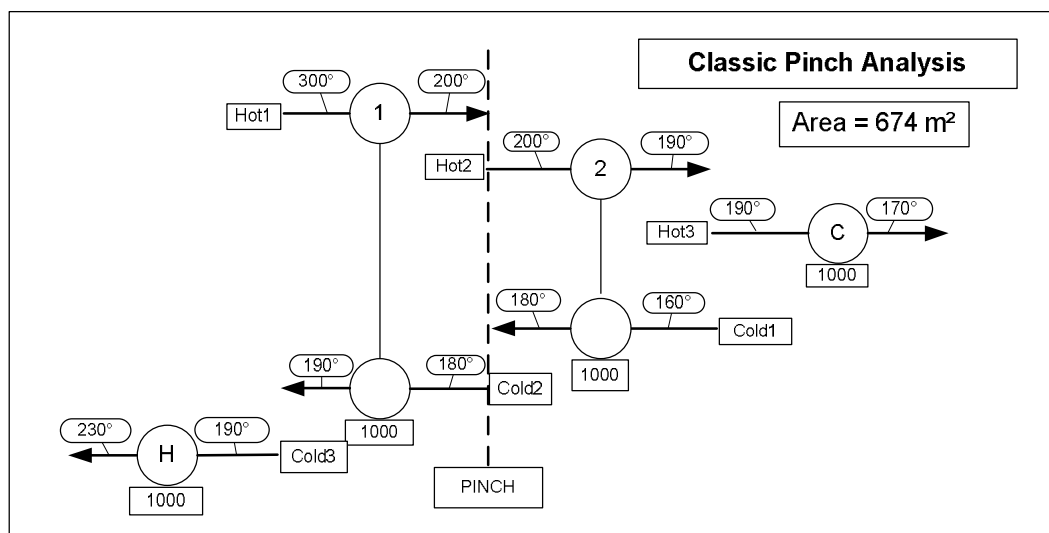 Classic Pinch Analysis
Area = 674 m²
300°
200°
Hot1
1
200°
190°
Hot2
2
190°
170°
Hot3
C
1000
180°
160°
Cold1
1000
190°
180°
Cold2
1000
230°
190°
H
Cold3
1000
PINCH